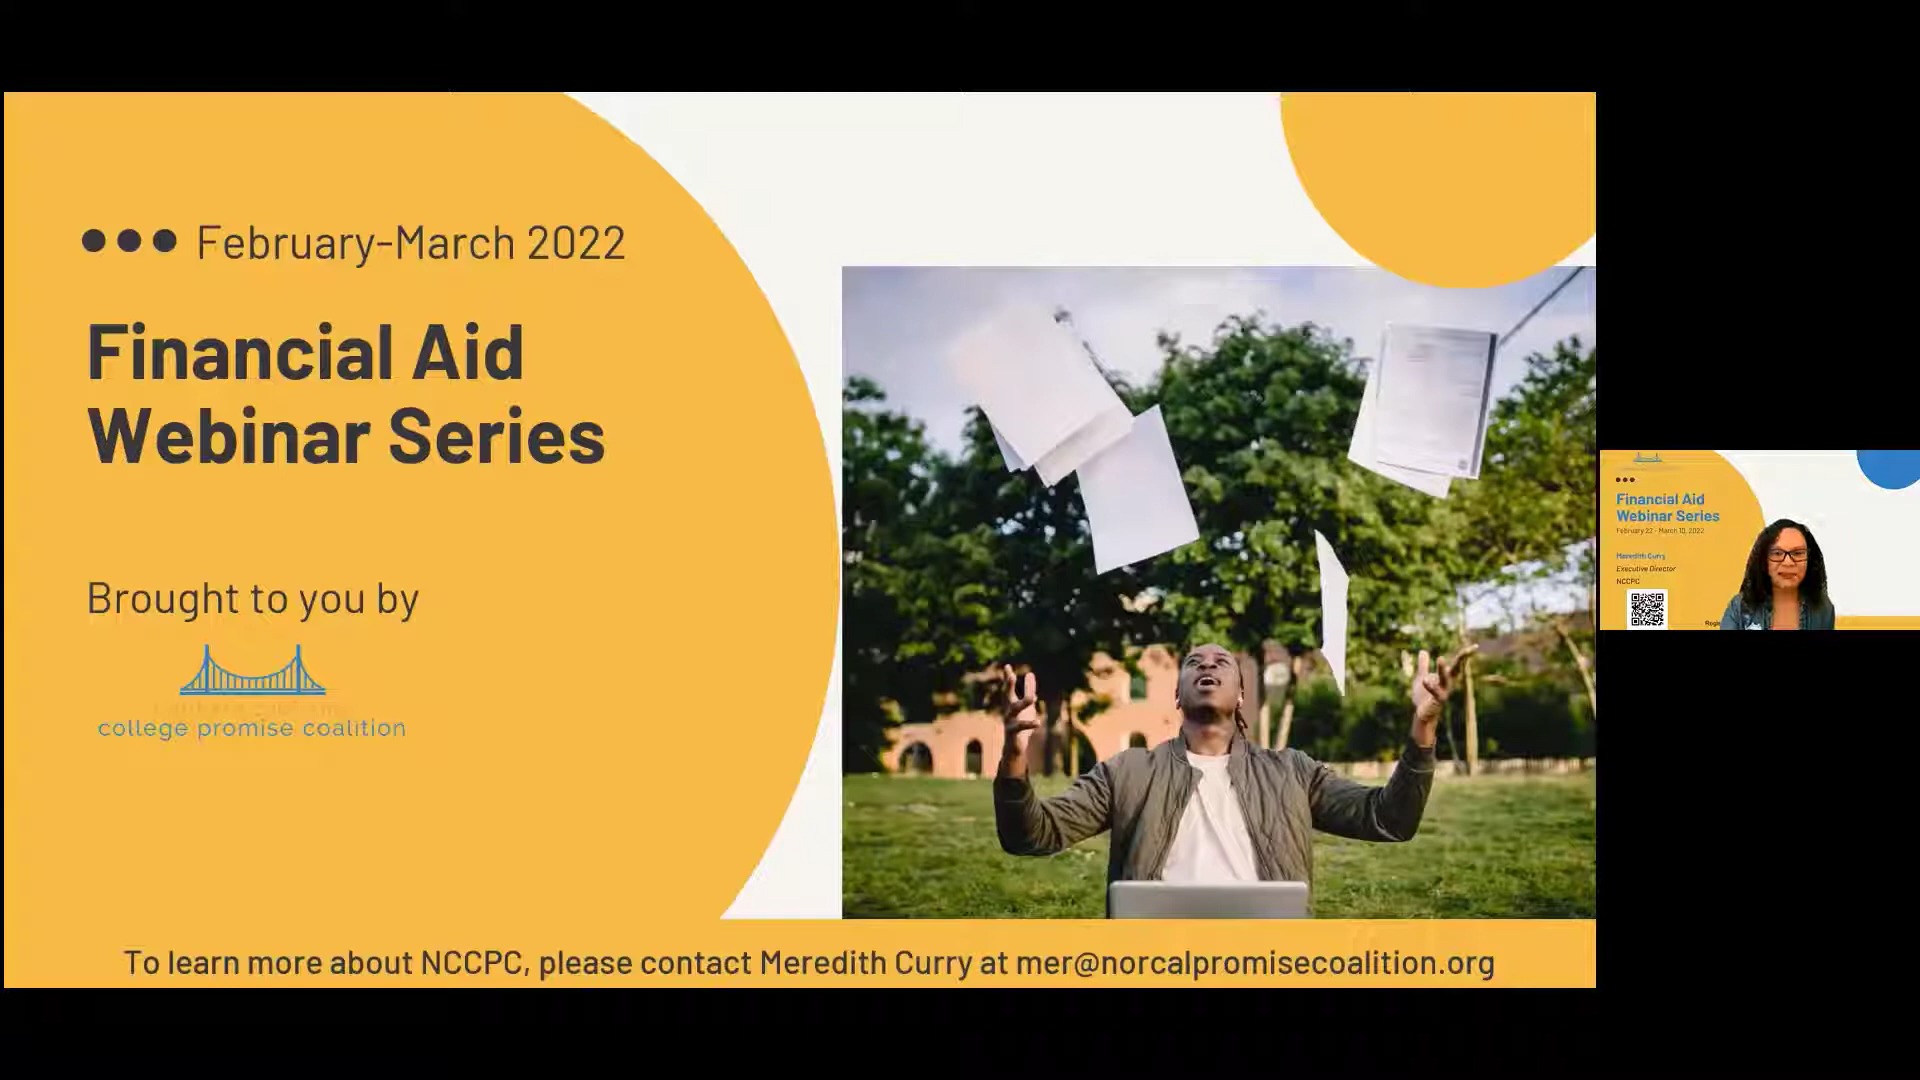 February-March 2022
Financial Aid
Webinar Series
Brought to you by
college promise coalition
To learn more about NCCPC, please contact Meredith Curry at mer@norcalpromisecoalition.org
Financial Aid
Webinar Series
February 22 - March 10, 2022
Meredith Curry
Executive Director
NCCPC